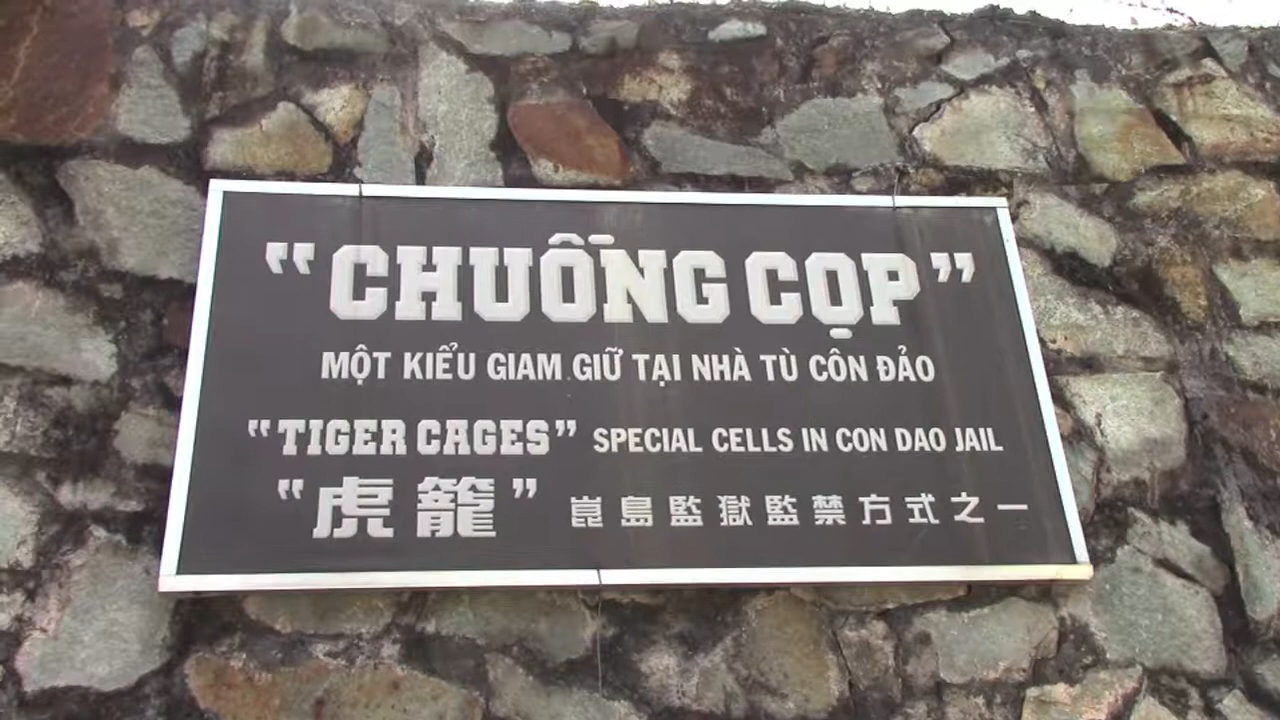 "CHUỒNG CỌP"
MỘT KIỂU GIAM GIỮ TẠI NHÀ TÙ CÔN ĐẢO
"TIGER CAGES" SPECIAL CELLS IN CON DAO JAIL
"虎籠" 崑島監獄監禁方式之一